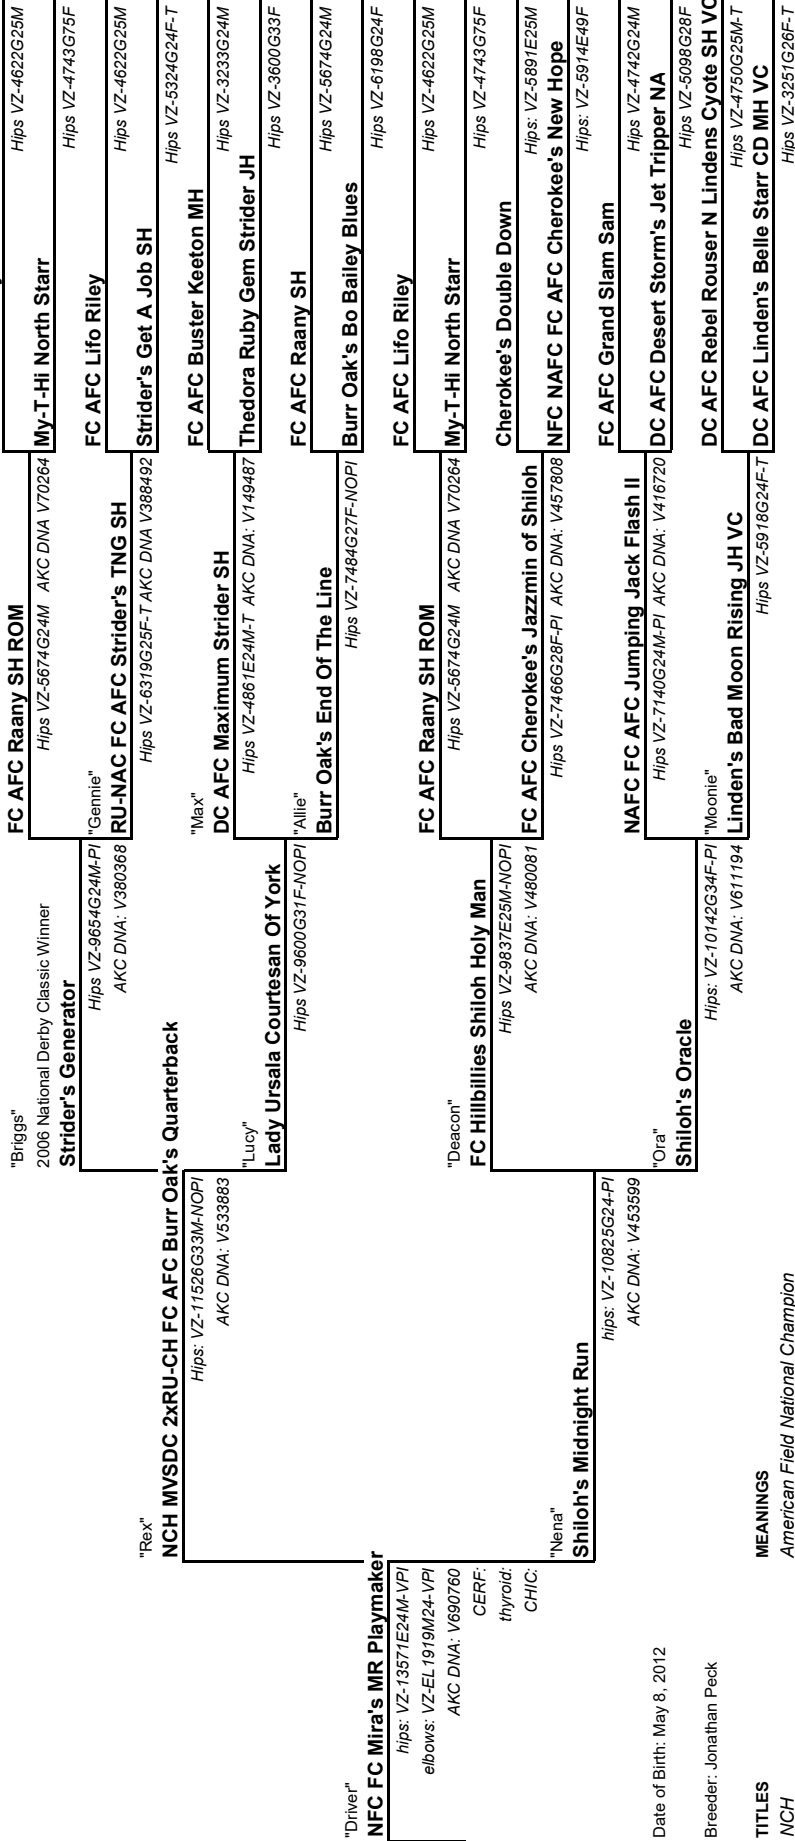 "Driver"
NFC FC Mira's MR Playmaker
hips: VZ-13571E24M-VPI
elbows: VZ-EL1919M24-VPI
AKC DNA: V690760
CERF:
thyroid:
CHIC:
Date of Birth: May 8, 2012
Breeder: Jonathan Peck
TITLES
MEANINGS
NCH
American Field National Champion
"Rex"
NCH MVSDC 2xRU-CH FC AFC Burr Oak's Quarterback
Hips: VZ-11526G33M-NOPI
AKC DNA: V533883
"Nena"
Shiloh's Midnight Run
hips: VZ-10825G24-PI
AKC DNA: V453599
"Briggs"
2006 National Derby Classic Winner
Strider's Generator
Hips VZ-9654G24M-PI
AKC DNA: V380368
"Lucy"
Lady Ursala Courtesan Of York
Hips VZ-9600G31F-NOPI
"Deacon"
FC Hillbillies Shiloh Holy Man
Hips VZ-9837E25M-NOPI
AKC DNA: V480081
"Ora"
Shiloh's Oracle
Hips: VZ-10142G34F-PI
AKC DNA: V611194
FC AFC Raany SH ROM
Hips VZ-5674G24M AKC DNA V70264
"Gennie"
RU-NAC FC AFC Strider's TNG SH
Hips VZ-6319G25F-T AKC DNA V388492
"Max"
DC AFC Maximum Strider SH
Hips VZ-4861E24M-T AKC DNA: V149487
"Allie"
Burr Oak's End Of The Line
Hips VZ-7484G27F-NOPI
FC AFC Raany SH ROM
Hips VZ-5674G24M AKC DNA V70264
FC AFC Cherokee's Jazzmin of Shiloh
Hips VZ-7466G28F-PI AKC DNA: V457808
NAFC FC AFC Jumping Jack Flash II
Hips VZ-7140G24M-PI AKC DNA: V416720
"Moonie"
Linden's Bad Moon Rising JH VC
Hips VZ-5918G24F-T
Hips VZ-4622G25M
My-T-Hi North Starr
Hips VZ-4743G75F
FC AFC Lifo Riley
Hips VZ-4622G25M
Strider's Get A Job SH
Hips VZ-5324G24F-T
FC AFC Buster Keeton MH
Hips VZ-3233G24M
Thedora Ruby Gem Strider JH
Hips VZ-3600G33F
FC AFC Raany SH
Hips VZ-5674G24M
Burr Oak's Bo Bailey Blues
Hips VZ-6198G24F
FC AFC Lifo Riley
Hips VZ-4622G25M
My-T-Hi North Starr
Hips VZ-4743G75F
Cherokee's Double Down
Hips: VZ-5891E25M
NFC NAFC FC AFC Cherokee's New Hope
Hips: VZ-5914E49F
FC AFC Grand Slam Sam
Hips VZ-4742G24M
DC AFC Desert Storm's Jet Tripper NA
Hips VZ-5098G28F
DC AFC Rebel Rouser N Lindens Cyote SH VC
Hips VZ-4750G25M-T
DC AFC Linden's Belle Starr CD MH VC
Hips VZ-3251G26F-T